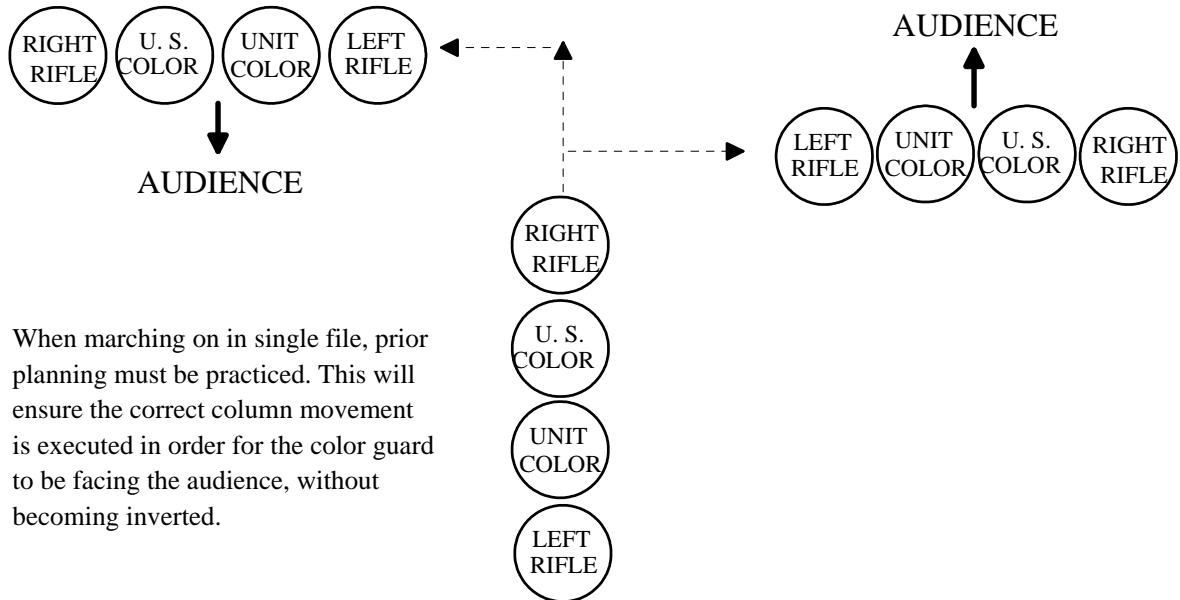 RIGHT
RIFLE
U. S.
COLOR
UNIT
COLOR
LEFT
RIFLE
AUDIENCE
AUDIENCE
LEFT
RIFLE
UNIT
COLOR
U. S.
COLOR
RIGHT
RIFLE
RIGHT
RIFLE
U. S.
COLOR
UNIT
COLOR
LEFT
RIFLE
When marching on in single file, prior
planning must be practiced. This will
ensure the correct column movement
is executed in order for the color guard
to be facing the audience, without
becoming inverted.